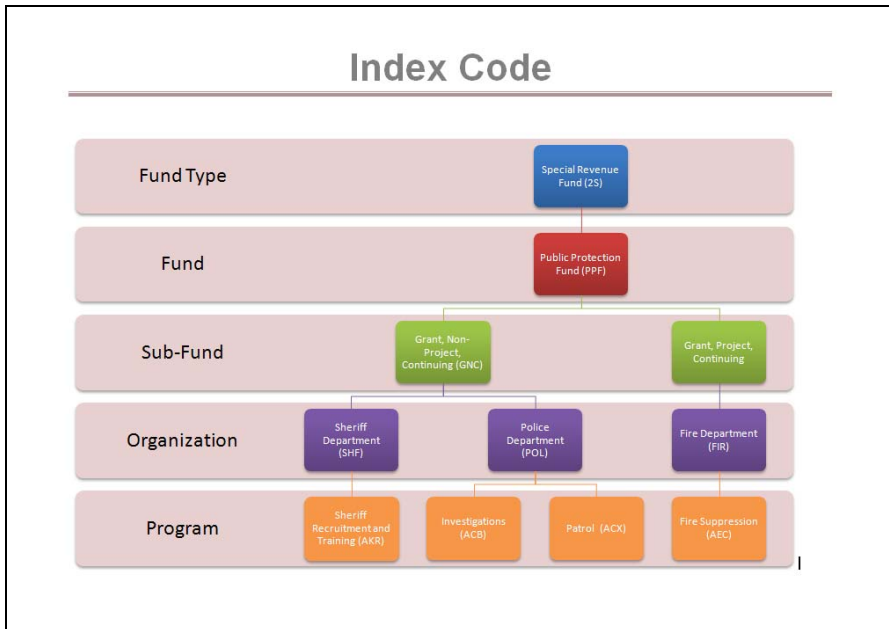 Index Code
Fund Type
Special Revenue
Fund (2S)
Fund
Public Protection
Fund (PPF)
Sub-Fund
Grant, Non-
Project,
Continuing (GNC)
Grant, Project,
Continuing
Organization
Sheriff
Department
(SHF)
Police
Department
(POL)
Fire Department
(FIR)
Program
Sheriff
Recruitment and
Training (AKR)
Investigations
(ACB)
Patrol (ACX)
Fire Suppression
(AEC)